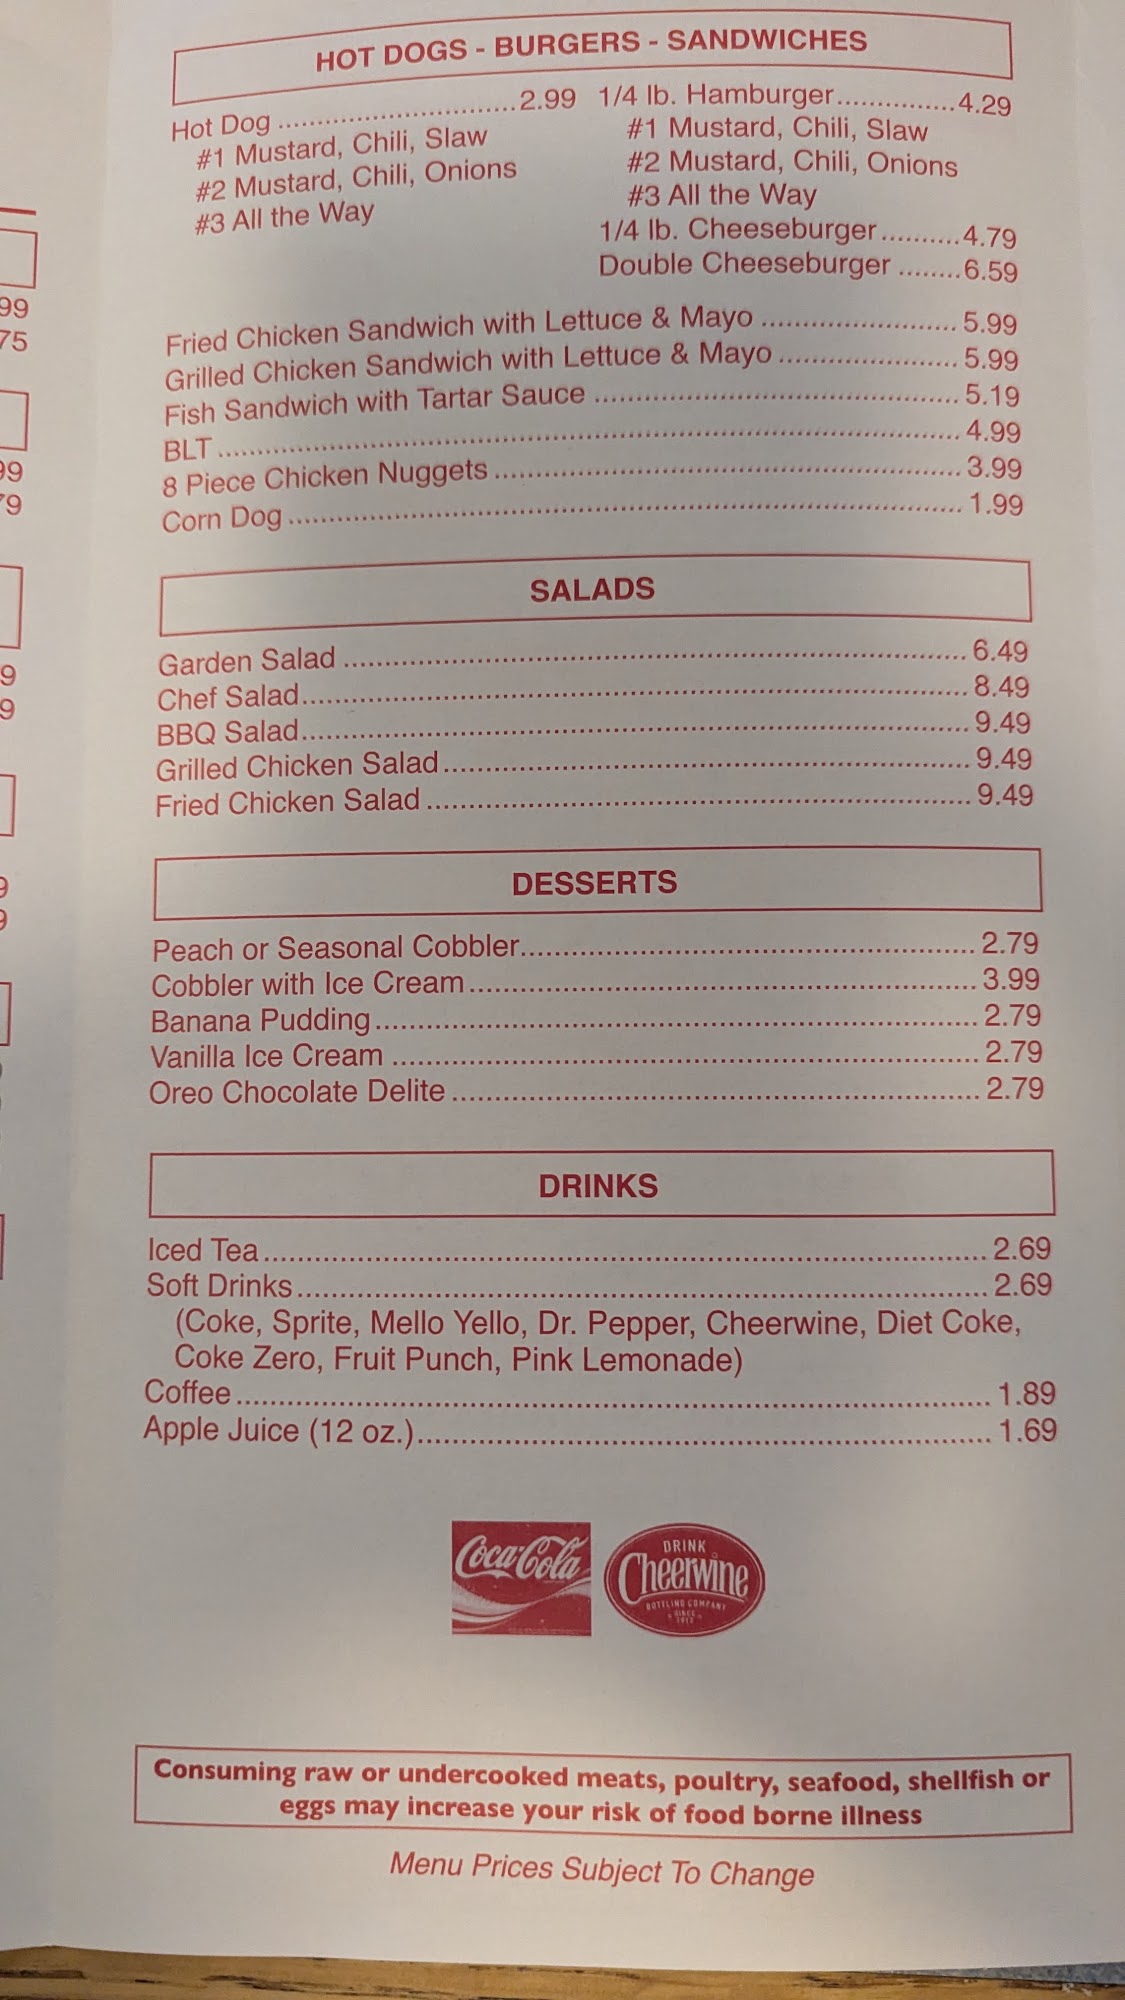 HOT DOGS - BURGERS - SANDWICHES
Hot Dog ..............................2.99
#1 Mustard, Chili, Slaw
#2 Mustard, Chili, Onions
#3 All the Way
1/4 lb. Hamburger...............4.29
#1 Mustard, Chili, Slaw
#2 Mustard, Chili, Onions
#3 All the Way
1/4 lb. Cheeseburger..........4.79
Double Cheeseburger ........6.59
Fried Chicken Sandwich with Lettuce & Mayo ........................ 5.99
Grilled Chicken Sandwich with Lettuce & Mayo ...................... 5.99
Fish Sandwich with Tartar Sauce ............................................. 5.19
BLT............................................................................................ 4.99
8 Piece Chicken Nuggets ......................................................... 3.99
Corn Dog .................................................................................. 1.99
SALADS
Garden Salad ........................................................................... 6.49
Chef Salad................................................................................ 8.49
BBQ Salad................................................................................ 9.49
Grilled Chicken Salad............................................................... 9.49
Fried Chicken Salad ................................................................. 9.49
DESSERTS
Peach or Seasonal Cobbler....................................................... 2.79
Cobbler with Ice Cream............................................................. 3.99
Banana Pudding........................................................................ 2.79
Vanilla Ice Cream ...................................................................... 2.79
Oreo Chocolate Delite ............................................................... 2.79
DRINKS
Iced Tea...................................................................................... 2.69
Soft Drinks.................................................................................. 2.69
(Coke, Sprite, Mello Yello, Dr. Pepper, Cheerwine, Diet Coke,
Coke Zero, Fruit Punch, Pink Lemonade)
Coffee......................................................................................... 1.89
Apple Juice (12 oz.)..................................................................... 1.69
Coca-Cola
DRINK
Cheerwine
BOTTLING COMPANY
SINCE
1917
Consuming raw or undercooked meats, poultry, seafood, shellfish or
eggs may increase your risk of food borne illness
Menu Prices Subject To Change